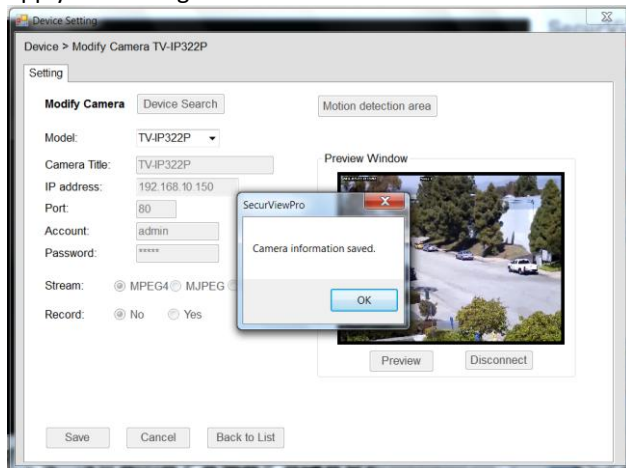 Device Setting
Device > Modify Camera TV-IP322P
Setting
Modify Camera
Device Search
Motion detection area
Model:
TV-IP322P
Camera Title:
TV-IP322P
IP address:
192.168.10.150
Port:
80
Account:
admin
Password:
*****
Stream:
MPEG4
MJPEG
Record:
No
Yes
Preview Window
SecurViewPro
Camera information saved.
OK
Preview
Disconnect
Save
Cancel
Back to List